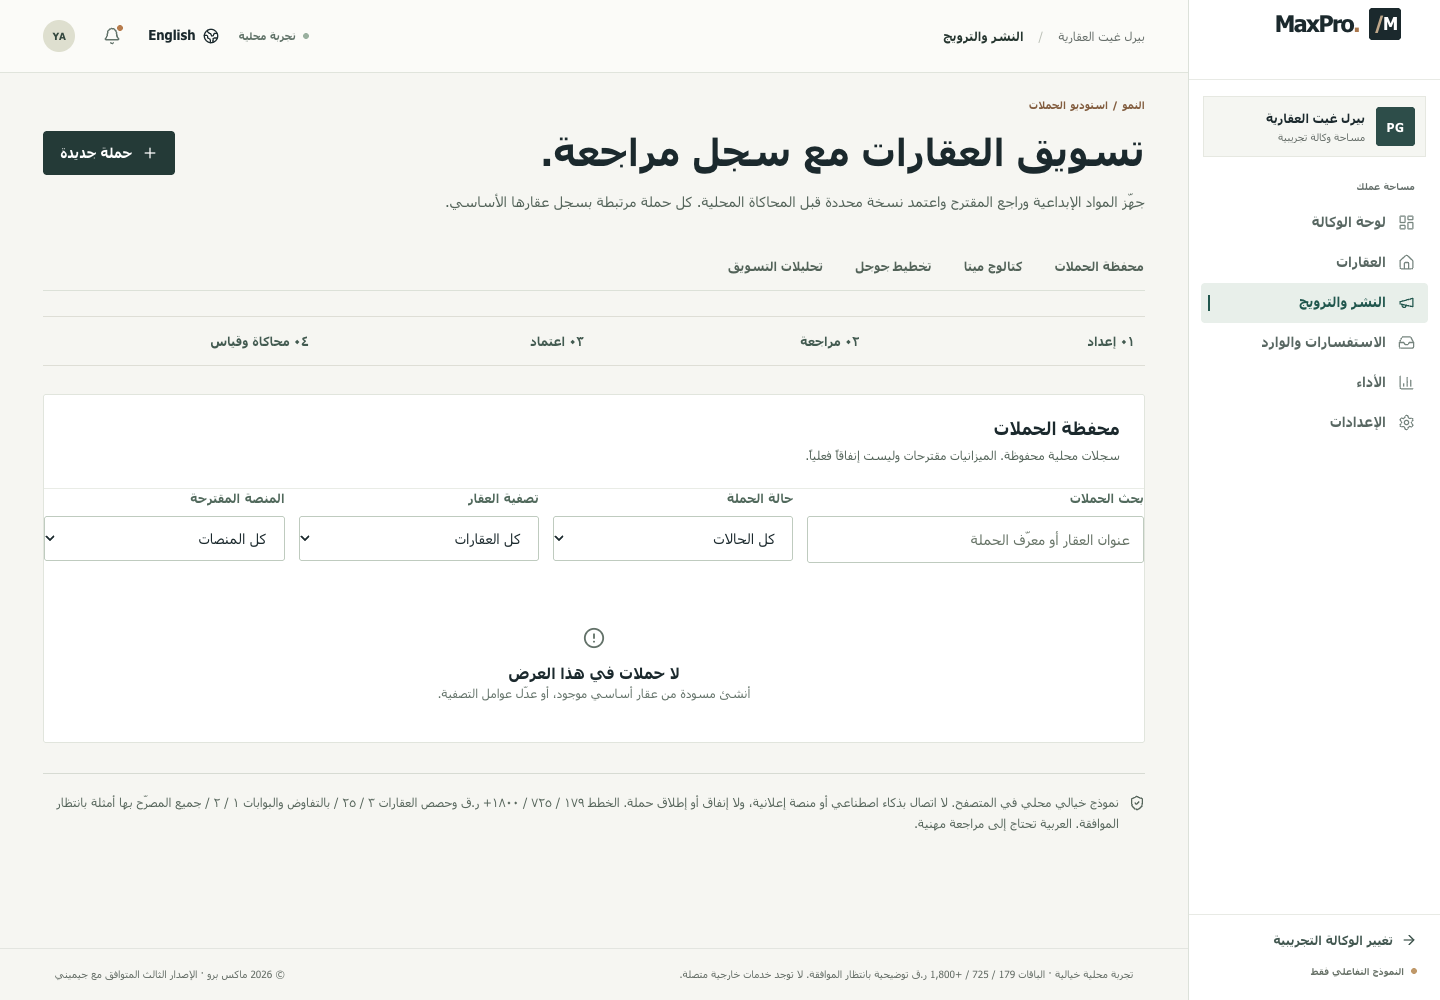 /M MaxPro.
PG بيرل غيت العقارية
مساحة وكالة تجريبية
مساحة عملك
لوحة الوكالة
العقارات
النشر والترويج
الاستفسارات والوارد
الأداء
الإعدادات
تغيير الوكالة التجريبية
النموذج التفاعلي فقط
بيرل غيت العقارية / النشر والترويج
تجربة محلية
English
YA
النمو / استوديو الحملات
تسويق العقارات مع سجل مراجعة.
حملة جديدة
جهّز المواد الإبداعية وراجع المقترح واعتمد نسخة محددة قبل المحاكاة المحلية. كل حملة مرتبطة بسجل عقارها الأساسي.
محفظة الحملات كتالوج ميتا تخطيط جوجل تحليلات التسويق
٠١ إعداد ٠٢ مراجعة ٠٣ اعتماد ٠٤ محاكاة وقياس
محفظة الحملات
سجلات محلية محفوظة. الميزانيات مقترحات وليست إنفاقاً فعلياً.
بحث الحملات حالة الحملة تصفية العقار المنصة المقترحة
عنوان العقار أو معرّف الحملة كل الحالات كل العقارات كل المنصات
لا حملات في هذا العرض
أنشئ مسودة من عقار أساسي موجود، أو عدّل عوامل التصفية.
نموذج خيالي محلي في المتصفح. لا اتصال بذكاء اصطناعي أو منصة إعلانية، ولا إنفاق أو إطلاق حملة. الخطط ١٧٩ / ٧٢٥ / ١٨٠٠+ ر.ق وحصص العقارات ٣ / ٢٥ / بالتفاوض والبوابات ١ / ٢ / جميع المصرّح بها أمثلة بانتظار
الموافقة. العربية تحتاج إلى مراجعة مهنية.
تجربة محلية خيالية · الباقات 179 / 725 / +1,800 ر.ق توضيحية بانتظار الموافقة. لا توجد خدمات خارجية متصلة.
© 2026 ماكس برو · الإصدار الثالث المتوافق مع جيميني